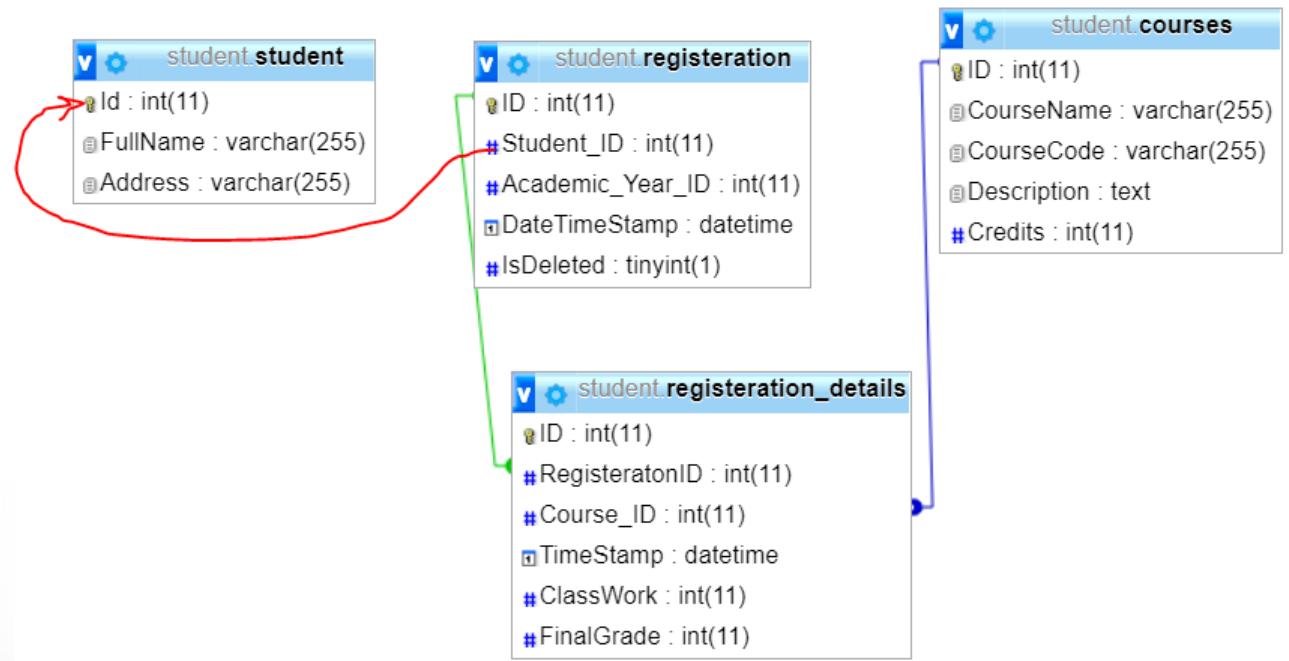 student.student
Id : int(11)
FullName : varchar(255)
Address : varchar(255)
student.registeration
ID : int(11)
Student_ID : int(11)
Academic_Year_ID : int(11)
DateTimeStamp : datetime
IsDeleted : tinyint(1)
student.courses
ID : int(11)
CourseName : varchar(255)
CourseCode : varchar(255)
Description : text
Credits : int(11)
student.registeration_details
ID : int(11)
RegisteratonID : int(11)
Course_ID : int(11)
TimeStamp : datetime
ClassWork : int(11)
FinalGrade : int(11)